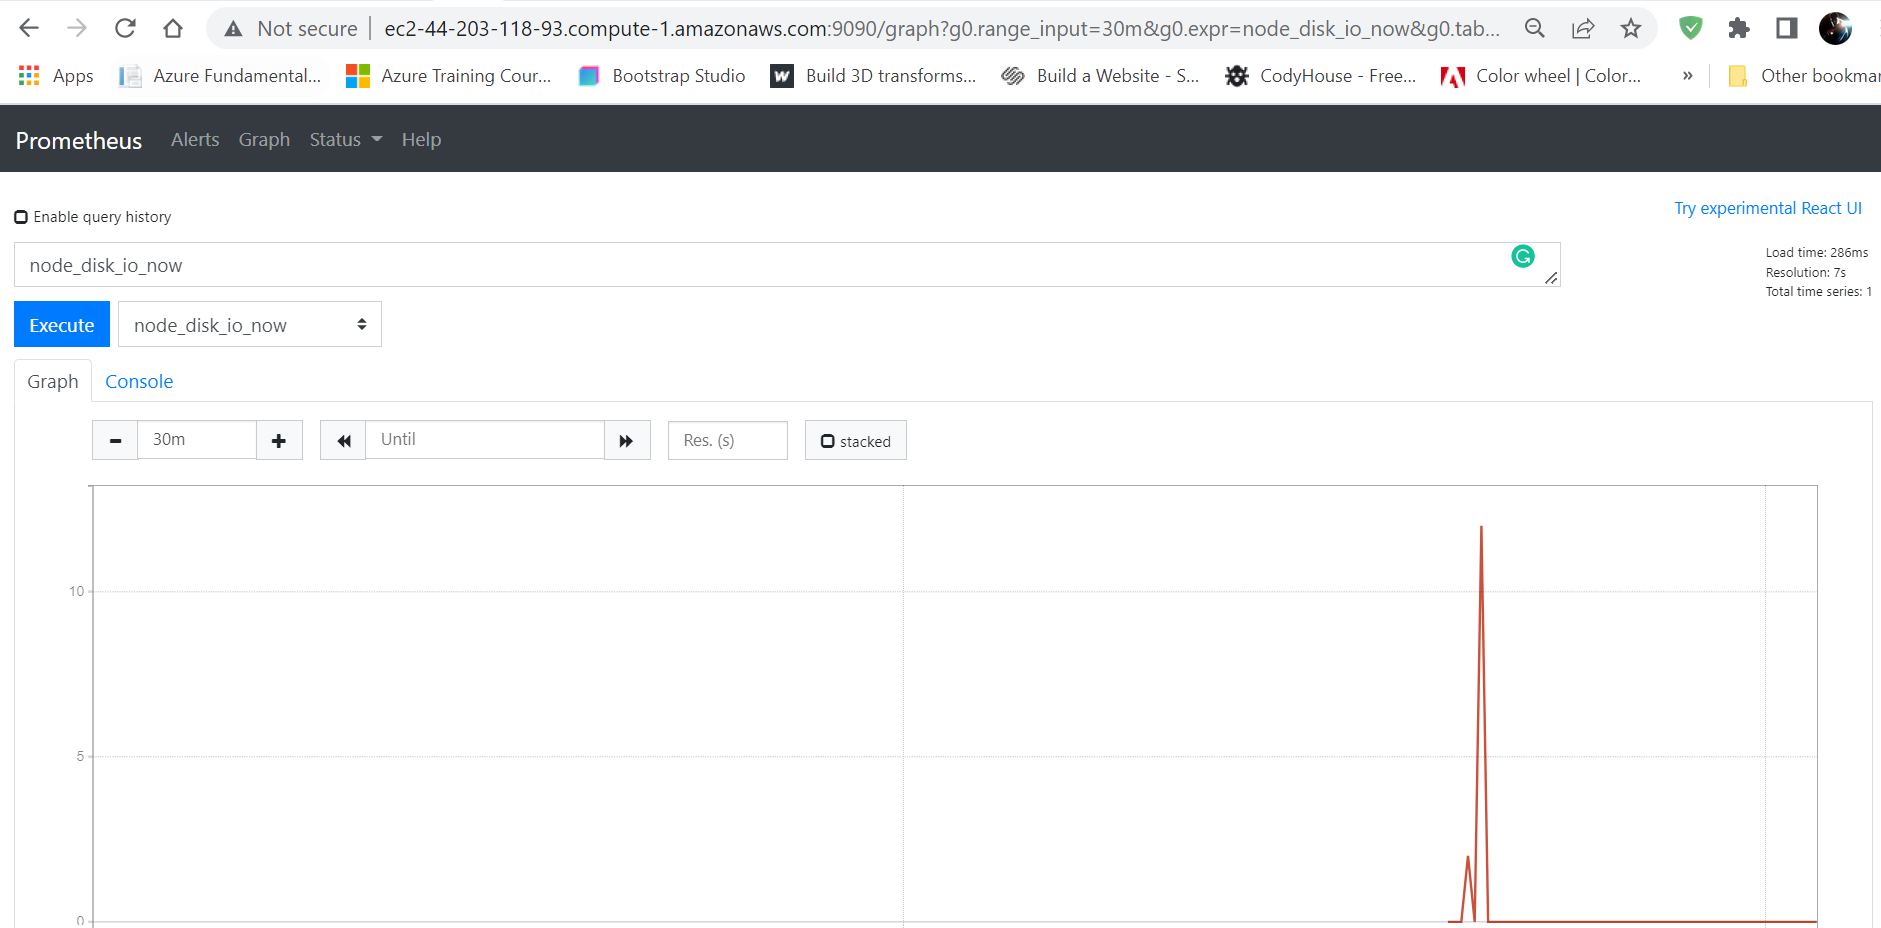 Not secure ec2-44-203-118-93.compute-1.amazonaws.com:9090/graph?g0.range_input=30m&g0.expr=node_disk_io_now&g0.tab...
Apps Azure Fundamental... Azure Training Cour... Bootstrap Studio Build 3D transforms... Build a Website - S... CodyHouse - Free... Color wheel | Color... » Other bookmar
Prometheus Alerts Graph Status Help
Enable query history
Try experimental React UI
node_disk_io_now
Load time: 286ms
Resolution: 7s
Total time series: 1
Execute node_disk_io_now
Graph Console
30m Until Res. (s) stacked
10
5
0